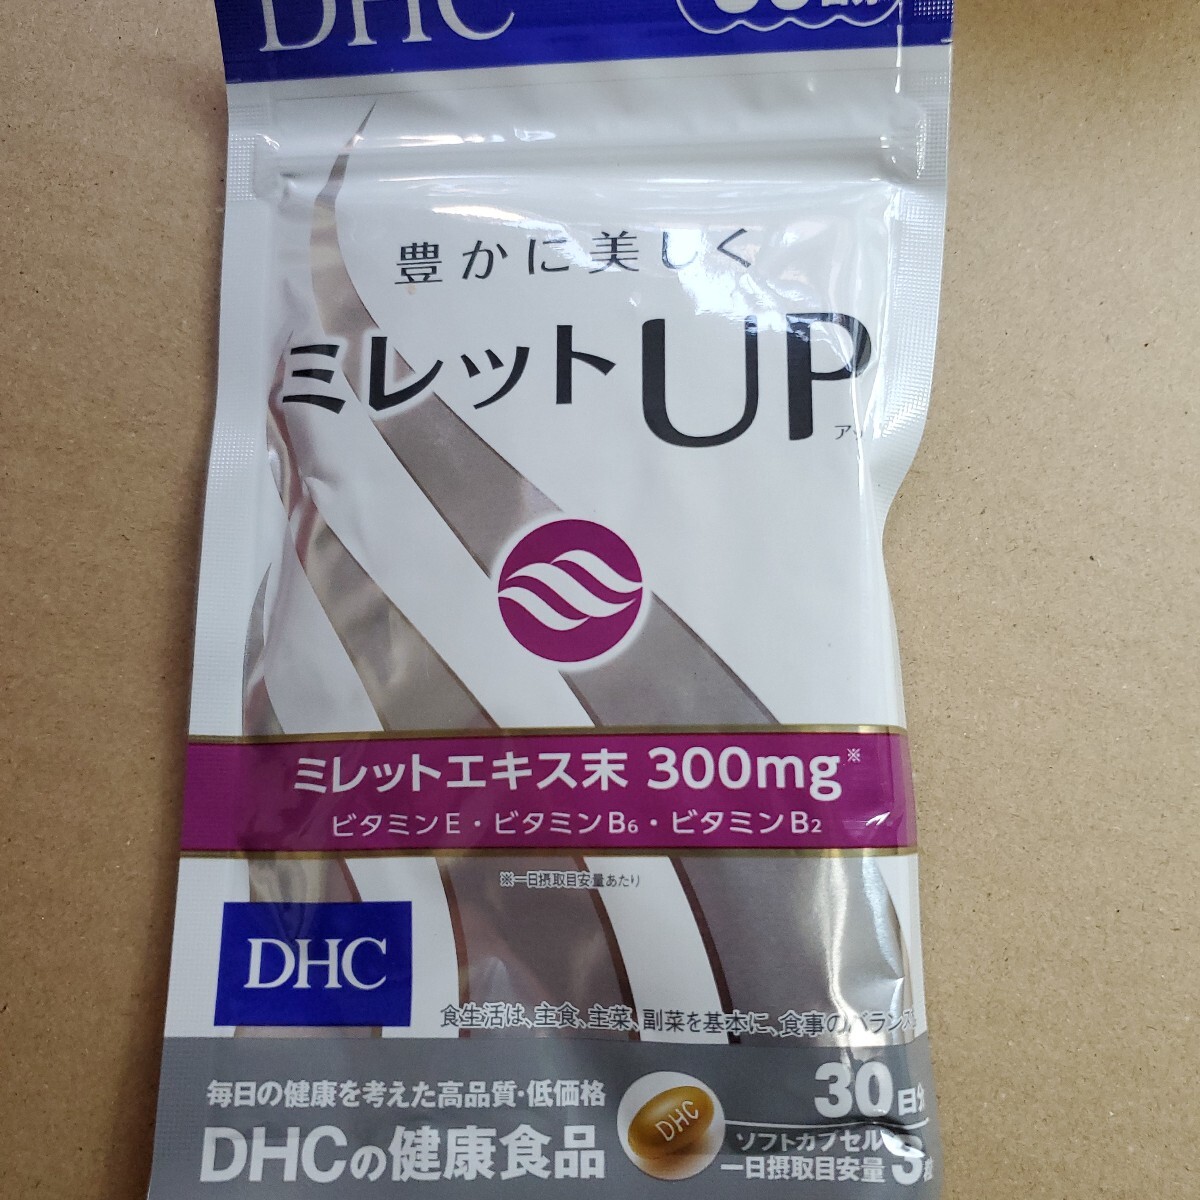 DHC
豊かに美しく
ミレットUP
アッ
ミレットエキス末 300mg※
ビタミンE・ビタミンB6・ビタミンB2
※一日摂取目安量あたり
DHC
食生活は、主食、主菜、副菜を基本に、食事のバランス
毎日の健康を考えた高品質・低価格
DHCの健康食品
DHC
30日分
ソフトカプセル
一日摂取目安量 3